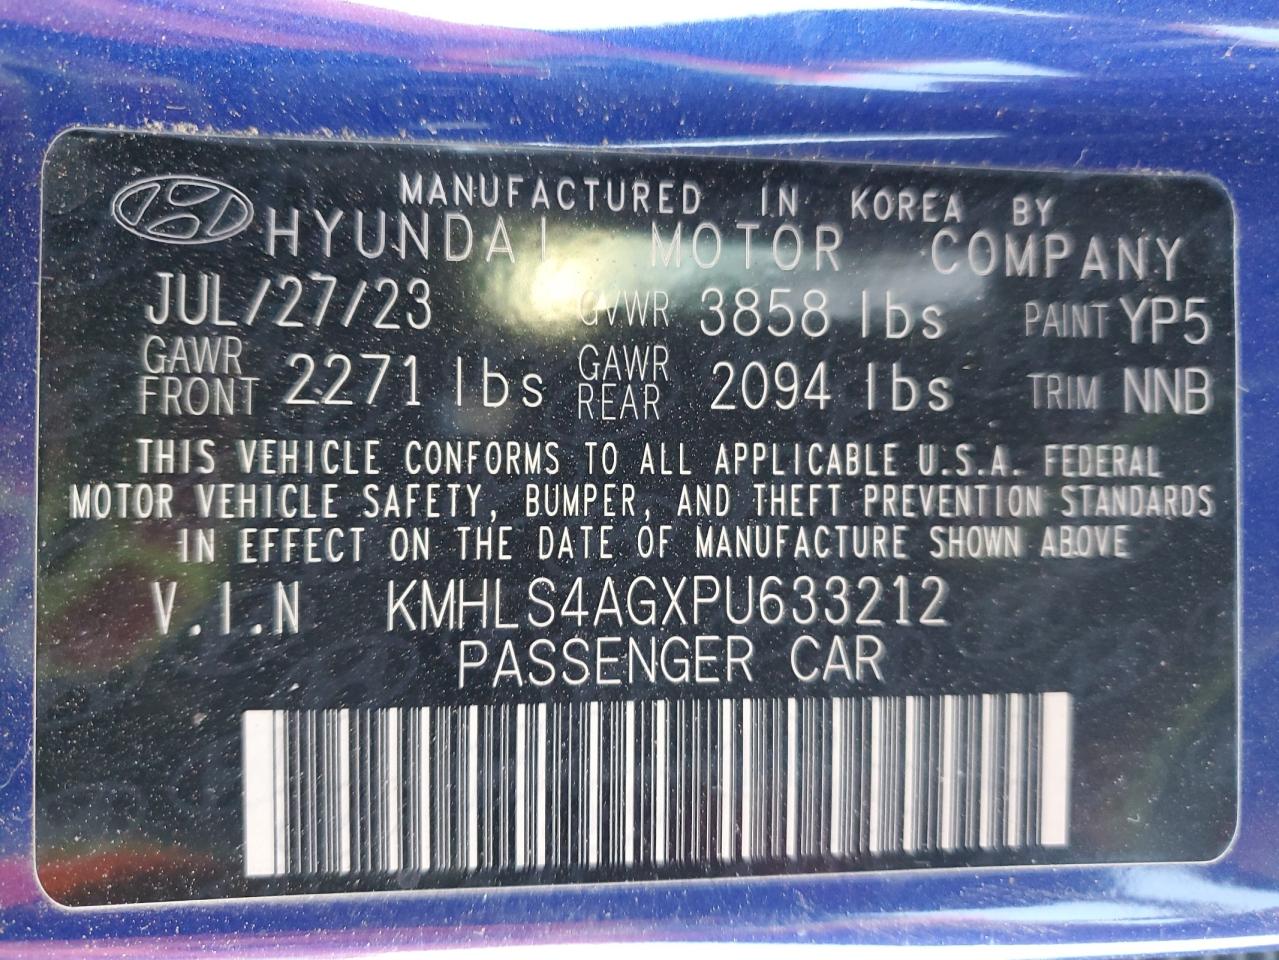 MANUFACTURED IN KOREA BY
HYUNDAI MOTOR COMPANY
JUL/27/23 GVWR 3858 lbs PAINT YP5
GAWR FRONT 2271 lbs GAWR REAR 2094 lbs TRIM NNB
THIS VEHICLE CONFORMS TO ALL APPLICABLE U.S.A. FEDERAL
MOTOR VEHICLE SAFETY, BUMPER, AND THEFT PREVENTION STANDARDS
IN EFFECT ON THE DATE OF MANUFACTURE SHOWN ABOVE
V.I.N KMHLS4AGXPU633212
PASSENGER CAR